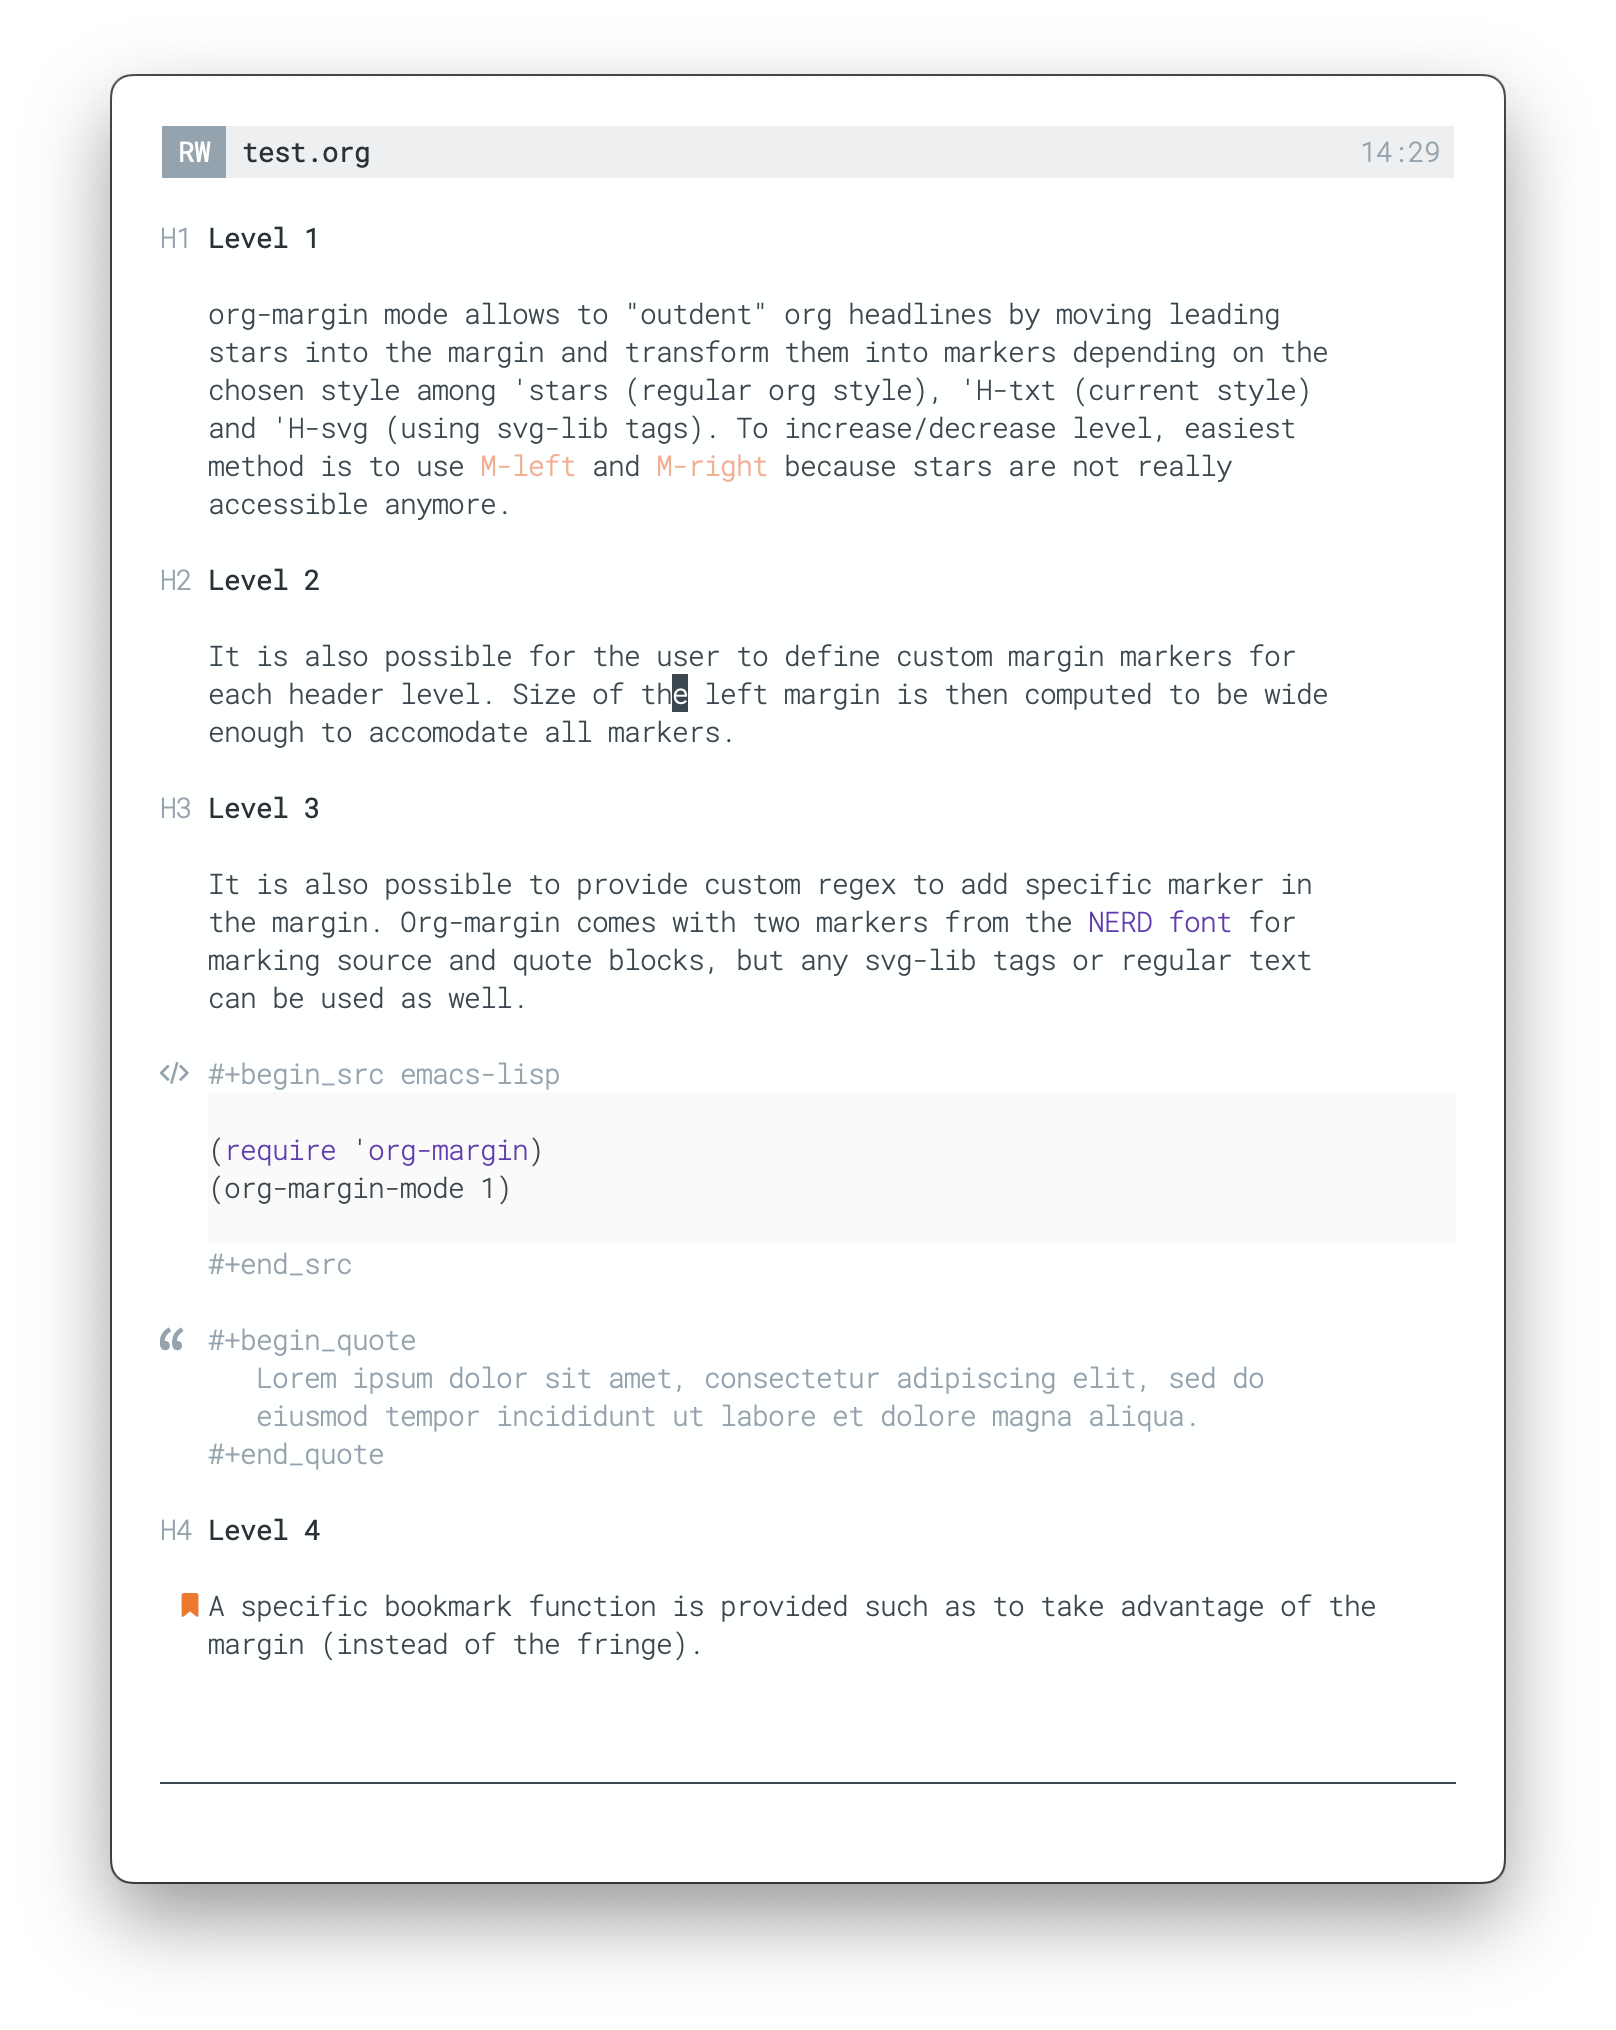 RW test.org 14:29
H1 Level 1
org-margin mode allows to "outdent" org headlines by moving leading
stars into the margin and transform them into markers depending on the
chosen style among 'stars (regular org style), 'H-txt (current style)
and 'H-svg (using svg-lib tags). To increase/decrease level, easiest
method is to use M-left and M-right because stars are not really
accessible anymore.
H2 Level 2
It is also possible for the user to define custom margin markers for
each header level. Size of the left margin is then computed to be wide
enough to accomodate all markers.
H3 Level 3
It is also possible to provide custom regex to add specific marker in
the margin. Org-margin comes with two markers from the NERD font for
marking source and quote blocks, but any svg-lib tags or regular text
can be used as well.
</> #+begin_src emacs-lisp
(require 'org-margin)
(org-margin-mode 1)
#+end_src
“ #+begin_quote
Lorem ipsum dolor sit amet, consectetur adipiscing elit, sed do
eiusmod tempor incididunt ut labore et dolore magna aliqua.
#+end_quote
H4 Level 4
A specific bookmark function is provided such as to take advantage of the
margin (instead of the fringe).